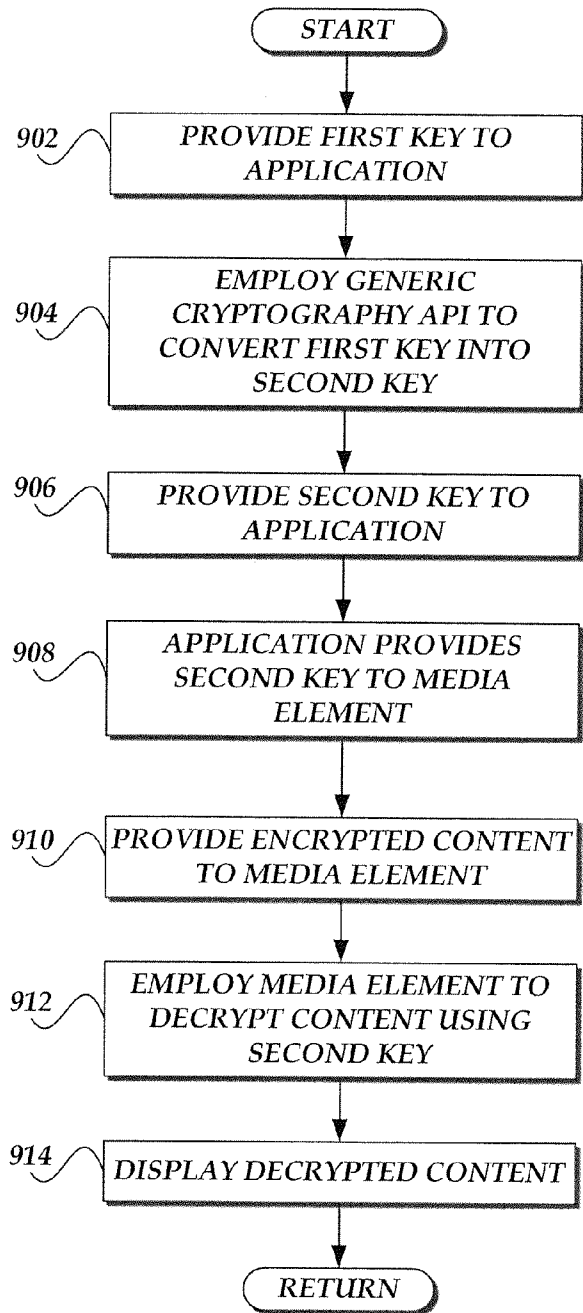 START
902
PROVIDE FIRST KEY TO
APPLICATION
904
EMPLOY GENERIC
CRYPTOGRAPHY API TO
CONVERT FIRST KEY INTO
SECOND KEY
906
PROVIDE SECOND KEY TO
APPLICATION
908
APPLICATION PROVIDES
SECOND KEY TO MEDIA
ELEMENT
910
PROVIDE ENCRYPTED CONTENT
TO MEDIA ELEMENT
912
EMPLOY MEDIA ELEMENT TO
DECRYPT CONTENT USING
SECOND KEY
914
DISPLAY DECRYPTED CONTENT
RETURN